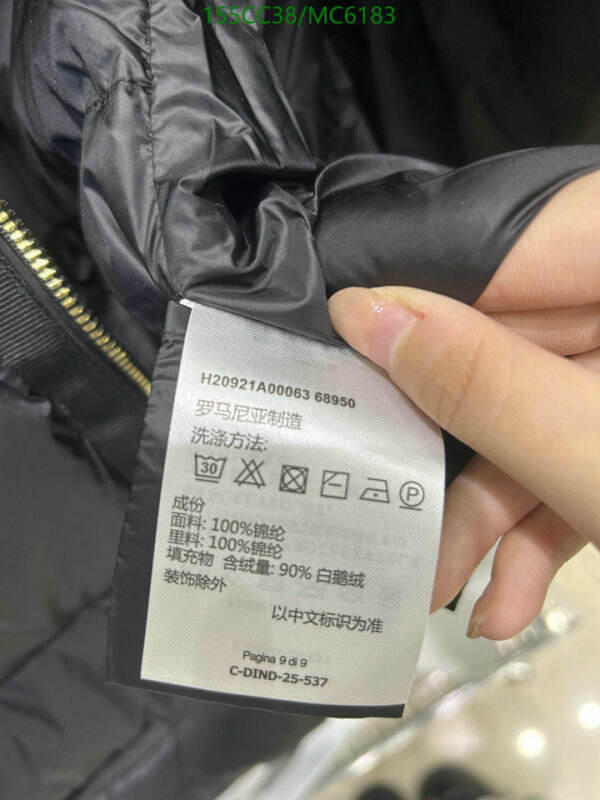 155CC38/MC6183
H20921A00063 68950
罗马尼亚制造
洗涤方法:
30 P
成份
面料: 100%锦纶
里料: 100%锦纶
填充物 含绒量: 90% 白鹅绒
装饰除外
以中文标识为准
Pagina 9 di 9
C-DIND-25-537